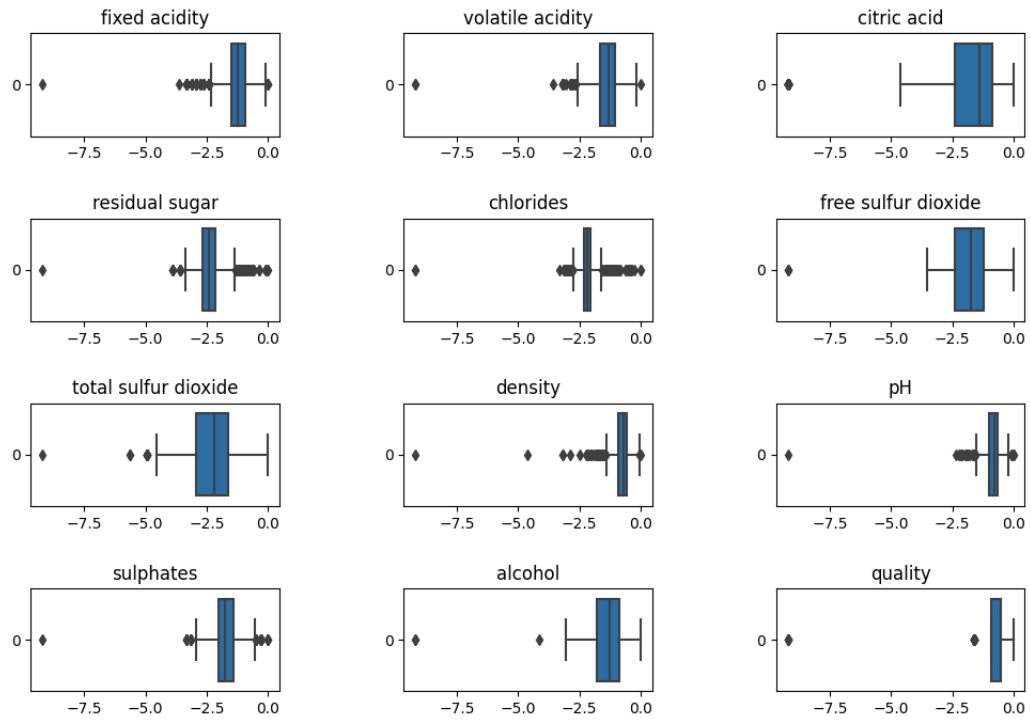 fixed acidity
0
−7.5 −5.0 −2.5 0.0
volatile acidity
0
−7.5 −5.0 −2.5 0.0
citric acid
0
−7.5 −5.0 −2.5 0.0
residual sugar
0
−7.5 −5.0 −2.5 0.0
chlorides
0
−7.5 −5.0 −2.5 0.0
free sulfur dioxide
0
−7.5 −5.0 −2.5 0.0
total sulfur dioxide
0
−7.5 −5.0 −2.5 0.0
density
0
−7.5 −5.0 −2.5 0.0
pH
0
−7.5 −5.0 −2.5 0.0
sulphates
0
−7.5 −5.0 −2.5 0.0
alcohol
0
−7.5 −5.0 −2.5 0.0
quality
0
−7.5 −5.0 −2.5 0.0